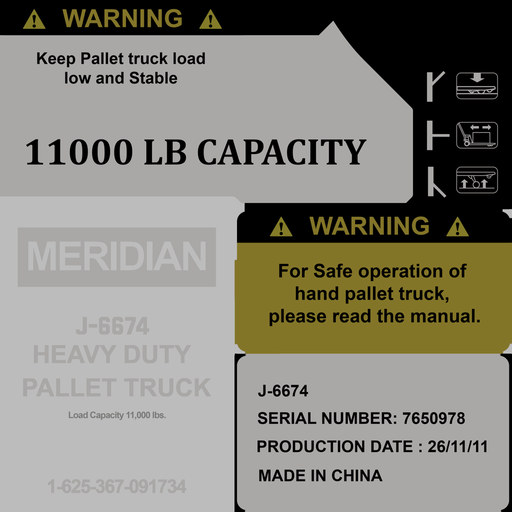 WARNING
Keep Pallet truck load
low and Stable
11000 LB CAPACITY
WARNING
For Safe operation of
hand pallet truck,
please read the manual.
MERIDIAN
J-6674
HEAVY DUTY
PALLET TRUCK
Load Capacity 11,000 lbs.
1-625-367-091734
J-6674
SERIAL NUMBER: 7650978
PRODUCTION DATE : 26/11/11
MADE IN CHINA